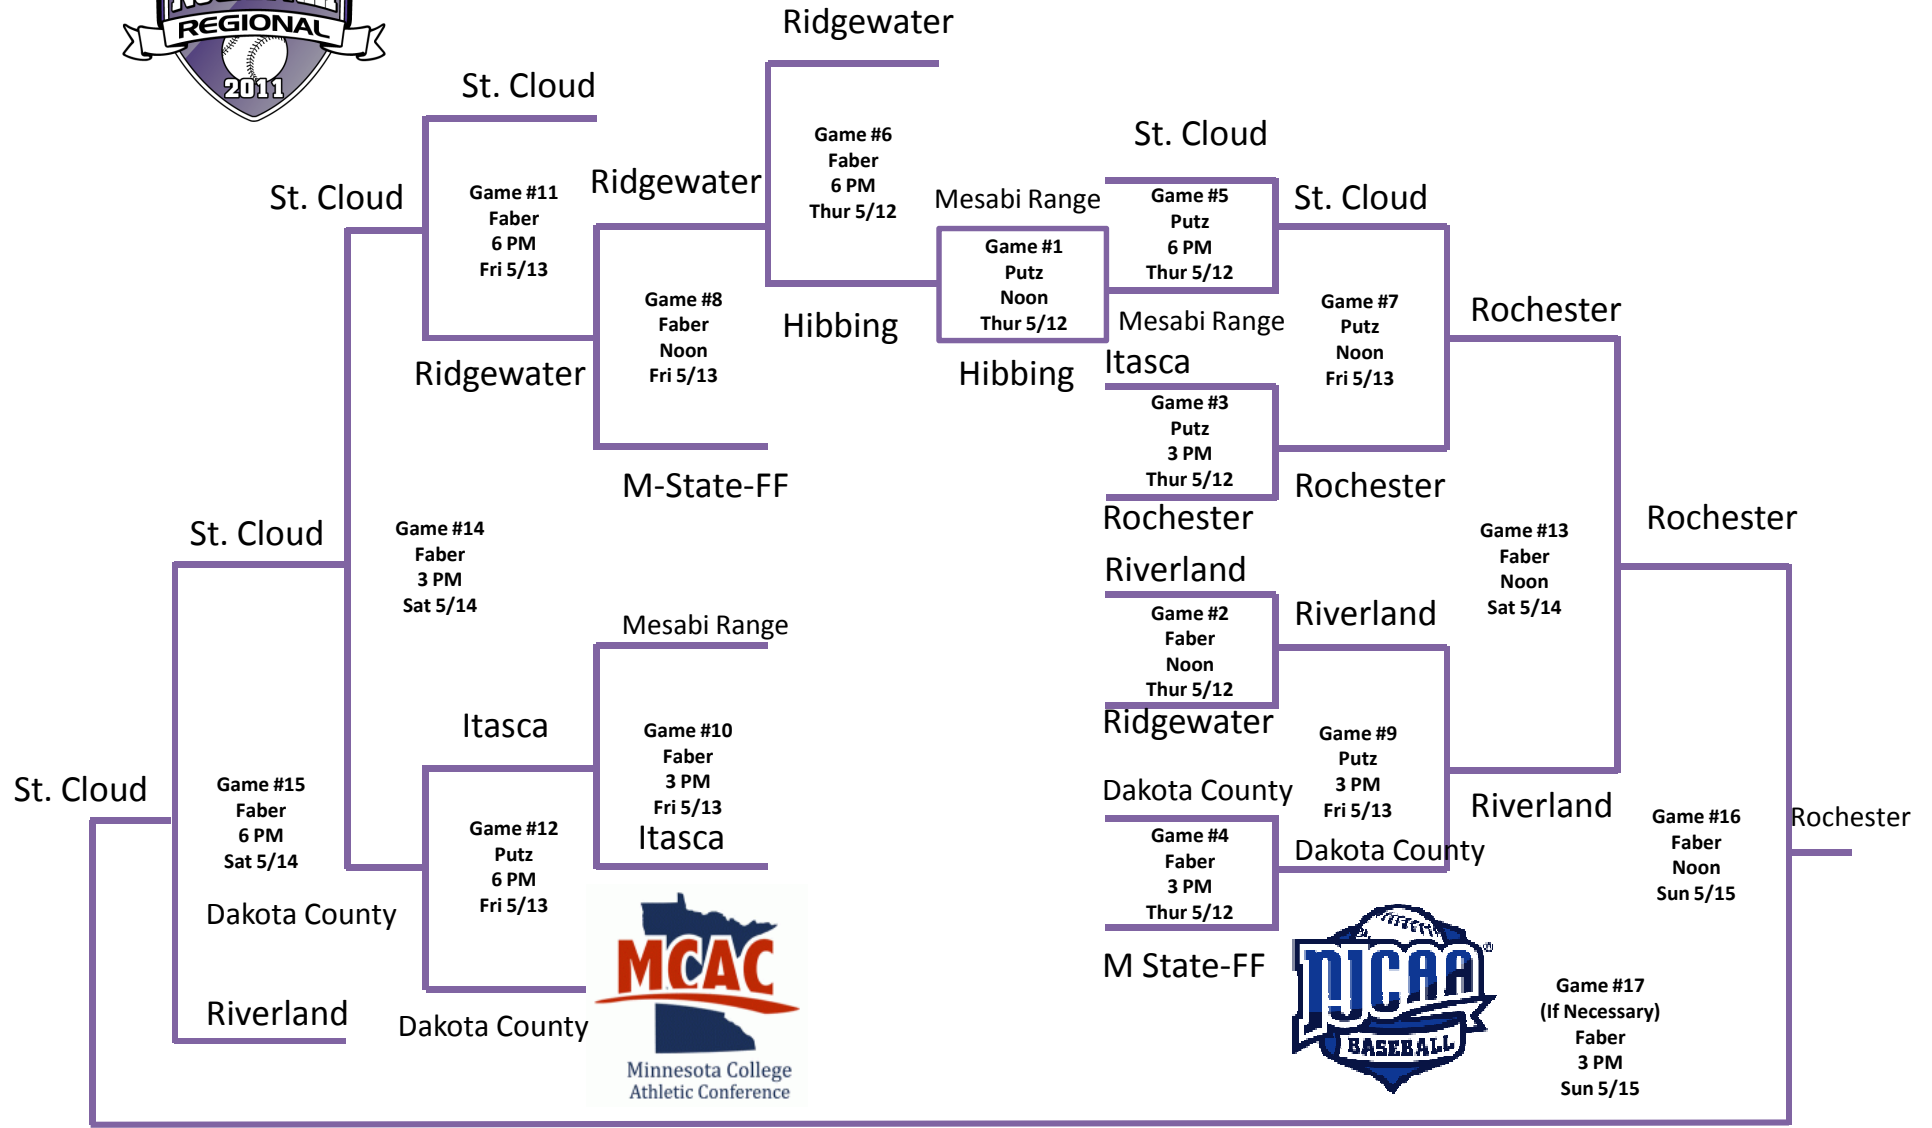 REGIONAL
2011
Ridgewater
St. Cloud
Game #6
Faber
6 PM
Thur 5/12
St. Cloud
St. Cloud
Game #11
Faber
6 PM
Fri 5/13
Ridgewater
Mesabi Range
Game #5
Putz
6 PM
Thur 5/12
St. Cloud
Game #1
Putz
Noon
Thur 5/12
Game #8
Faber
Noon
Fri 5/13
Hibbing
Mesabi Range
Game #7
Putz
Noon
Fri 5/13
Rochester
Ridgewater
Hibbing
Itasca
Game #3
Putz
3 PM
Thur 5/12
M-State-FF
Rochester
Rochester
St. Cloud
Game #14
Faber
3 PM
Sat 5/14
Game #13
Faber
Noon
Sat 5/14
Rochester
Riverland
Game #2
Faber
Noon
Thur 5/12
Riverland
Mesabi Range
Ridgewater
Itasca
Game #10
Faber
3 PM
Fri 5/13
Itasca
Game #9
Putz
3 PM
Fri 5/13
St. Cloud
Game #15
Faber
6 PM
Sat 5/14
Game #12
Putz
6 PM
Fri 5/13
Dakota County
Game #4
Faber
3 PM
Thur 5/12
Dakota County
Riverland
Game #16
Faber
Noon
Sun 5/15
Rochester
Dakota County
M State-FF
Riverland
Dakota County
MCAC
Minnesota College
Athletic Conference
NJCAA®
BASEBALL
Game #17
(If Necessary)
Faber
3 PM
Sun 5/15